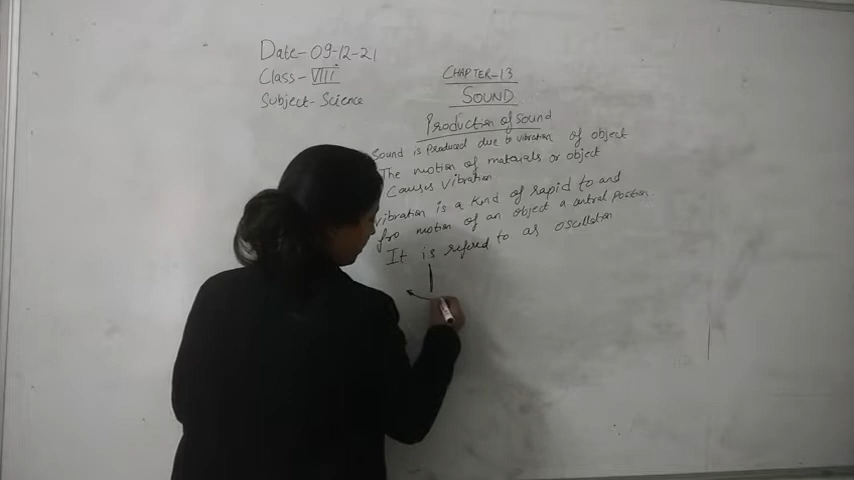 Date-09-12-21
Class-VIII
Subject-Science
CHAPTER-13
SOUND
Production of sound
Sound is Produced due to vibration of object
The motion of materials or object
Causes Vibration
vibration is a kind of rapid to and
fro motion of an object a central position.
It is refered to as oscillation